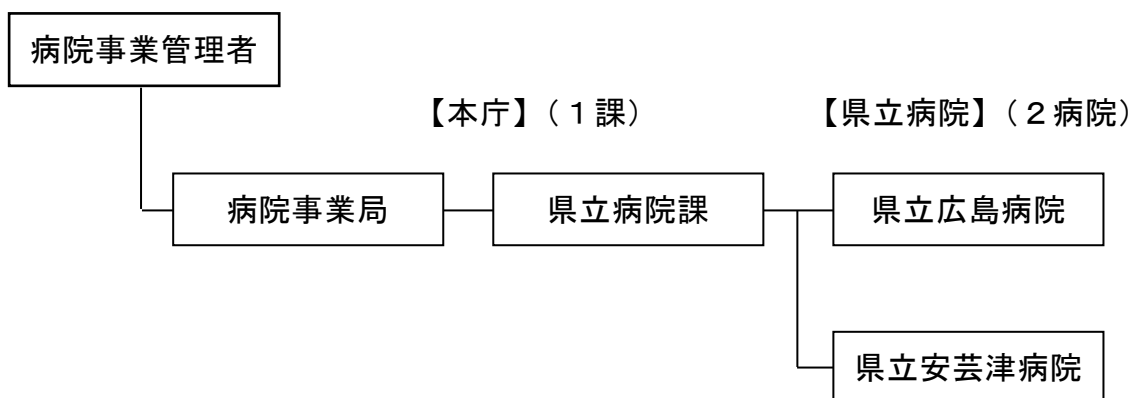 病院事業管理者
【本庁】（１課）
【県立病院】（２病院）
病院事業局
県立病院課
県立広島病院
県立安芸津病院